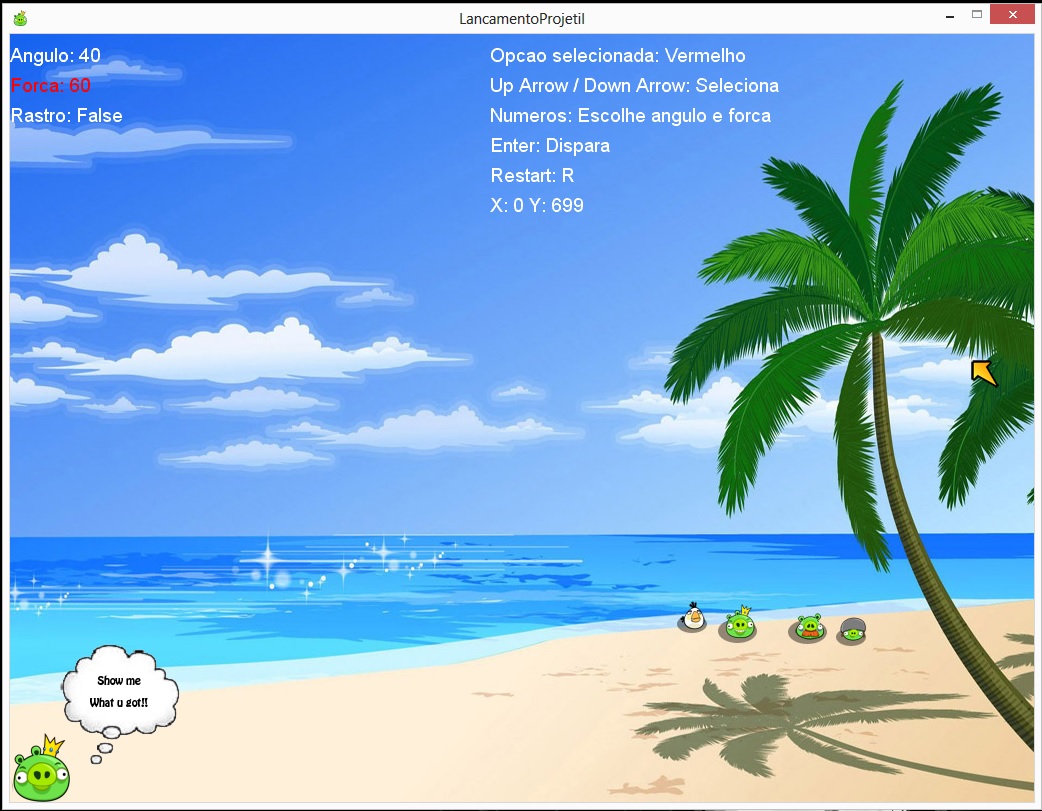 LancamentoProjetil
Angulo: 40
Forca: 60
Rastro: False
Opcao selecionada: Vermelho
Up Arrow / Down Arrow: Seleciona
Numeros: Escolhe angulo e forca
Enter: Dispara
Restart: R
X: 0 Y: 699
Show me
What u got!!